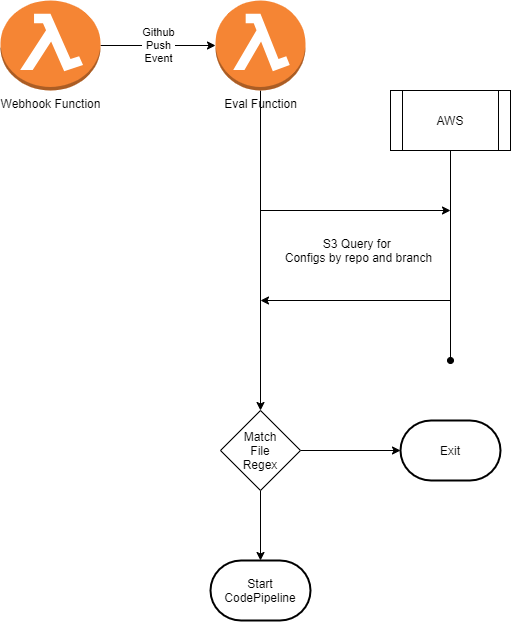 Github
Push
Event
Webhook Function
Eval Function
AWS
S3 Query for
Configs by repo and branch
Match
File
Regex
Exit
Start
CodePipeline